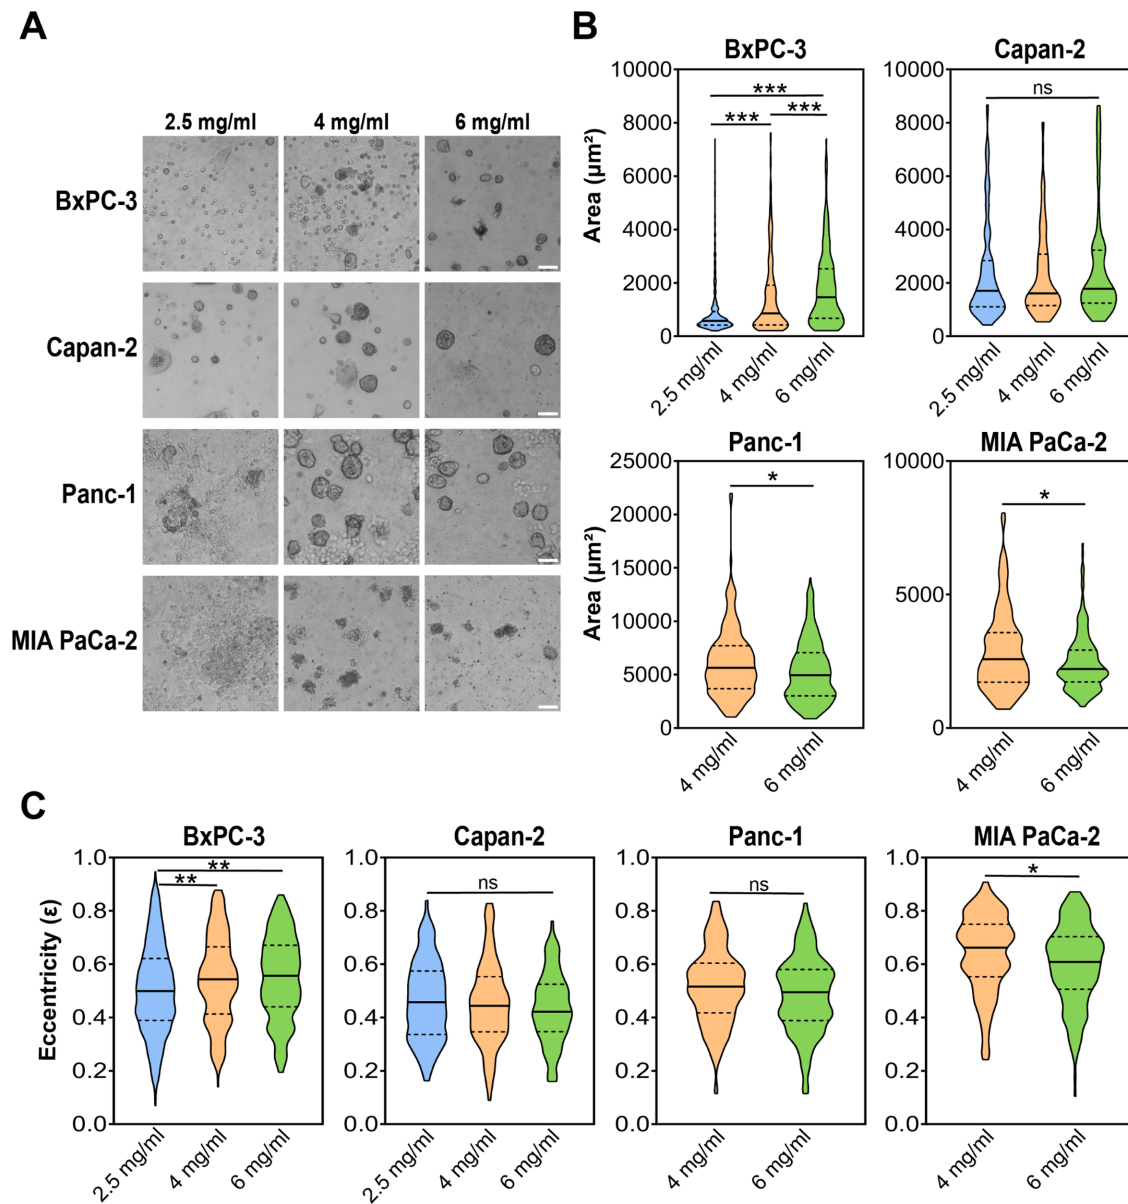 A
2.5 mg/ml 4 mg/ml 6 mg/ml
BxPC-3
Capan-2
Panc-1
MIA PaCa-2
B
BxPC-3
Area (µm²)
10000
8000
6000
4000
2000
0
***
*** ***
2.5 mg/ml 4 mg/ml 6 mg/ml
Capan-2
10000
8000
6000
4000
2000
0
ns
2.5 mg/ml 4 mg/ml 6 mg/ml
Panc-1
Area (µm²)
25000
20000
15000
10000
5000
0
*
4 mg/ml 6 mg/ml
MIA PaCa-2
10000
5000
0
*
4 mg/ml 6 mg/ml
C
BxPC-3
Eccentricity (ε)
1.0
0.8
0.6
0.4
0.2
0.0
**
**
2.5 mg/ml 4 mg/ml 6 mg/ml
Capan-2
1.0
0.8
0.6
0.4
0.2
0.0
ns
2.5 mg/ml 4 mg/ml 6 mg/ml
Panc-1
1.0
0.8
0.6
0.4
0.2
0.0
ns
4 mg/ml 6 mg/ml
MIA PaCa-2
1.0
0.8
0.6
0.4
0.2
0.0
*
4 mg/ml 6 mg/ml